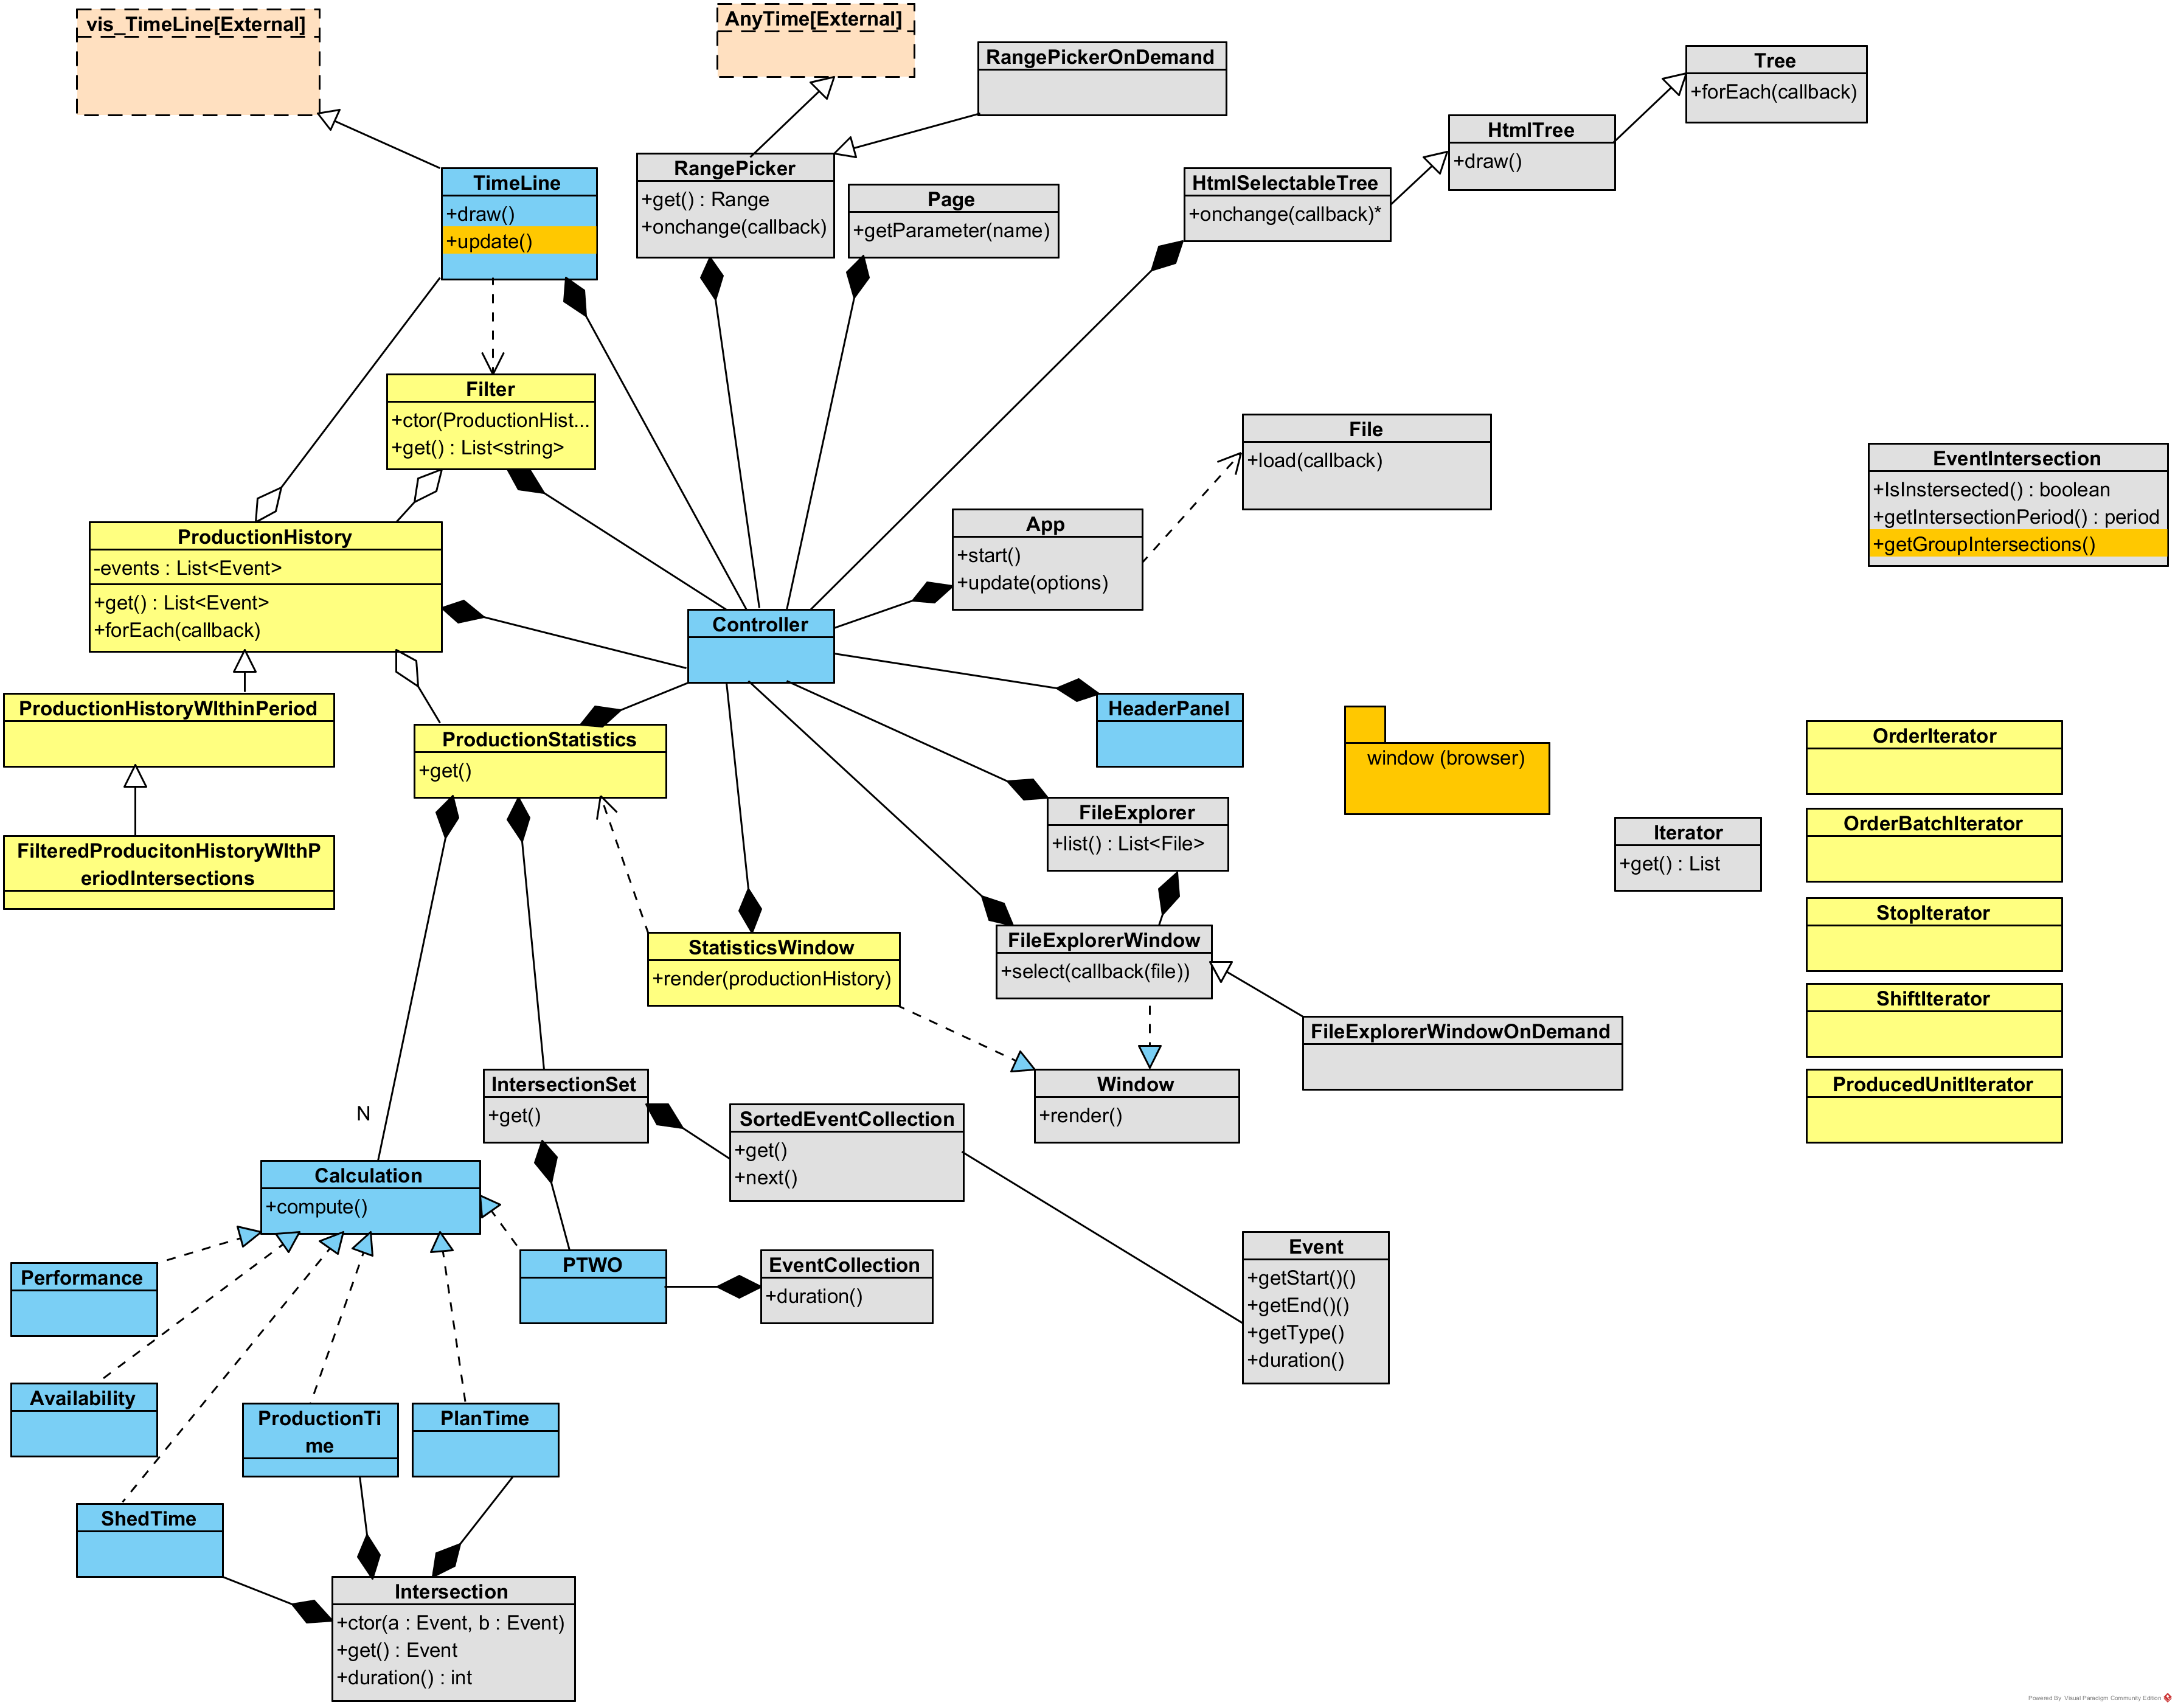 vis_TimeLine[External]
AnyTime[External]
RangePickerOnDemand
Tree
+forEach(callback)
HtmlTree
+draw()
TimeLine
+draw()
+update()
RangePicker
+get() : Range
+onchange(callback)
Page
+getParameter(name)
HtmlSelectableTree
+onchange(callback)*
Filter
+ctor(ProductionHist...
+get() : List<string>
File
+load(callback)
EventIntersection
+IsInstersected() : boolean
+getIntersectionPeriod() : period
+getGroupIntersections()
ProductionHistory
-events : List<Event>
+get() : List<Event>
+forEach(callback)
App
+start()
+update(options)
Controller
ProductionHistoryWIthinPeriod
HeaderPanel
ProductionStatistics
+get()
window (browser)
OrderIterator
FileExplorer
+list() : List<File>
OrderBatchIterator
Iterator
+get() : List
FilteredProducitonHistoryWIthP
eriodIntersections
StatisticsWindow
+render(productionHistory)
FileExplorerWindow
+select(callback(file))
StopIterator
ShiftIterator
FileExplorerWindowOnDemand
IntersectionSet
+get()
Window
+render()
ProducedUnitIterator
N
SortedEventCollection
+get()
+next()
Calculation
+compute()
Event
+getStart()()
+getEnd()()
+getType()
+duration()
Performance
PTWO
EventCollection
+duration()
Availability
ProductionTi
me
PlanTime
ShedTime
Intersection
+ctor(a : Event, b : Event)
+get() : Event
+duration() : int
Powered By Visual Paradigm Community Edition